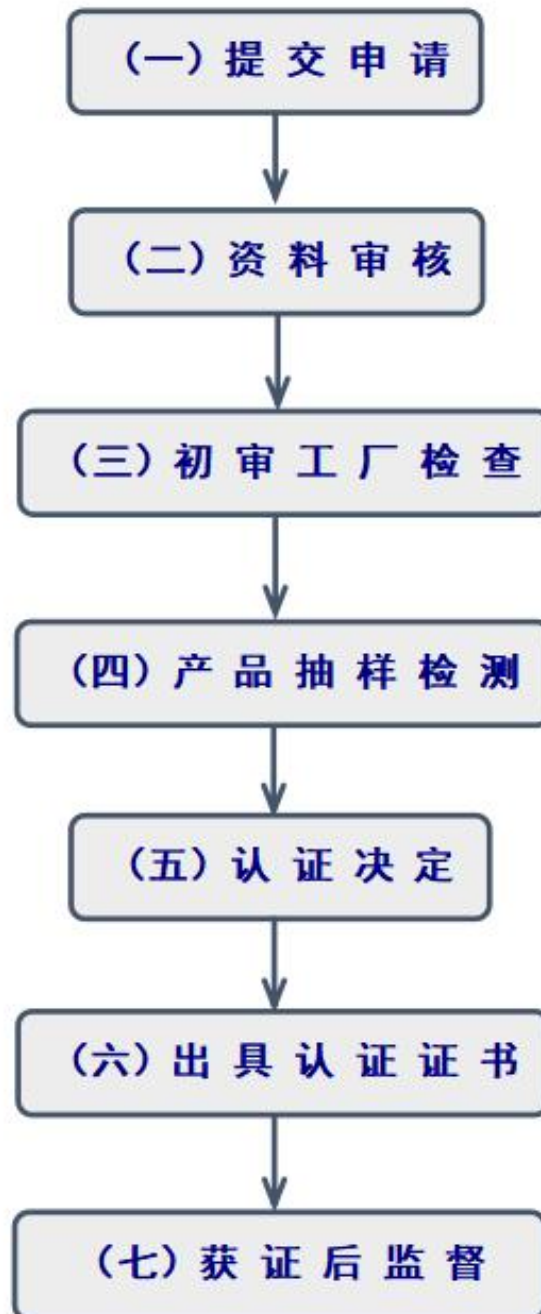 （一）提交申请
（二）资料审核
（三）初审工厂检查
（四）产品抽样检测
（五）认证决定
（六）出具认证证书
（七）获证后监督